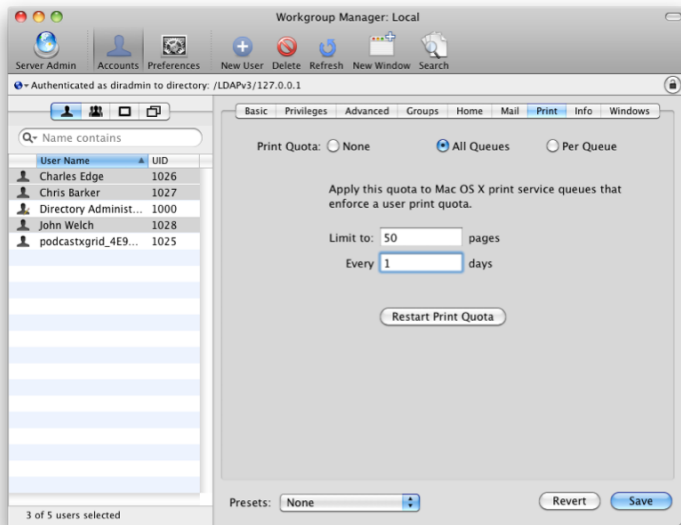 Workgroup Manager: Local
Server Admin Accounts Preferences New User Delete Refresh New Window Search
Authenticated as diradmin to directory: /LDAPv3/127.0.0.1
Basic Privileges Advanced Groups Home Mail Print Info Windows
Name contains
Print Quota: None All Queues Per Queue
User Name UID
Charles Edge 1026
Chris Barker 1027
Directory Administ... 1000
John Welch 1028
podcastxgrid_4E9... 1025
Apply this quota to Mac OS X print service queues that
enforce a user print quota.
Limit to: 50 pages
Every 1 days
Restart Print Quota
Presets: None Revert Save
3 of 5 users selected